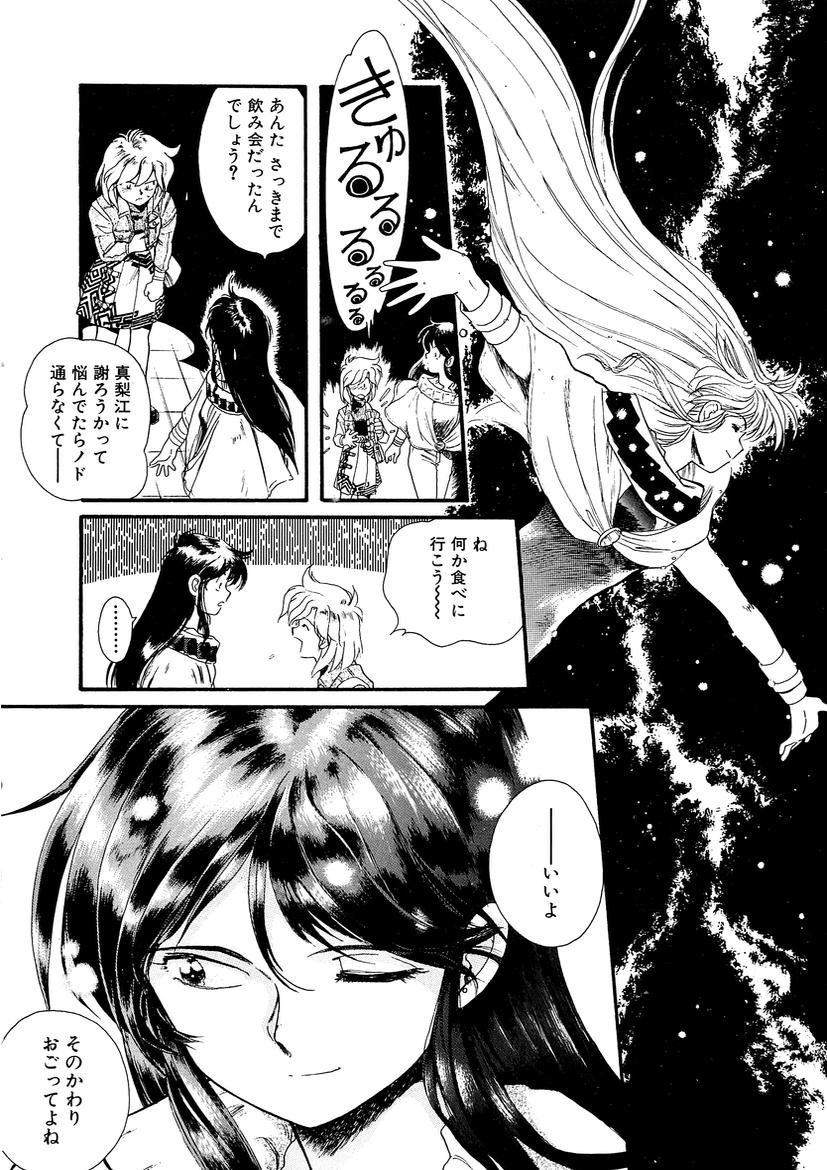 きゅるるるるるる
あんた さっきまで
飲み会だったん
でしょう?
真梨江に
謝ろうかって
悩んでたらノド
通らなくて──
ね
何か食べに
行こう〜〜
………
──いいよ
そのかわり
おごってよね